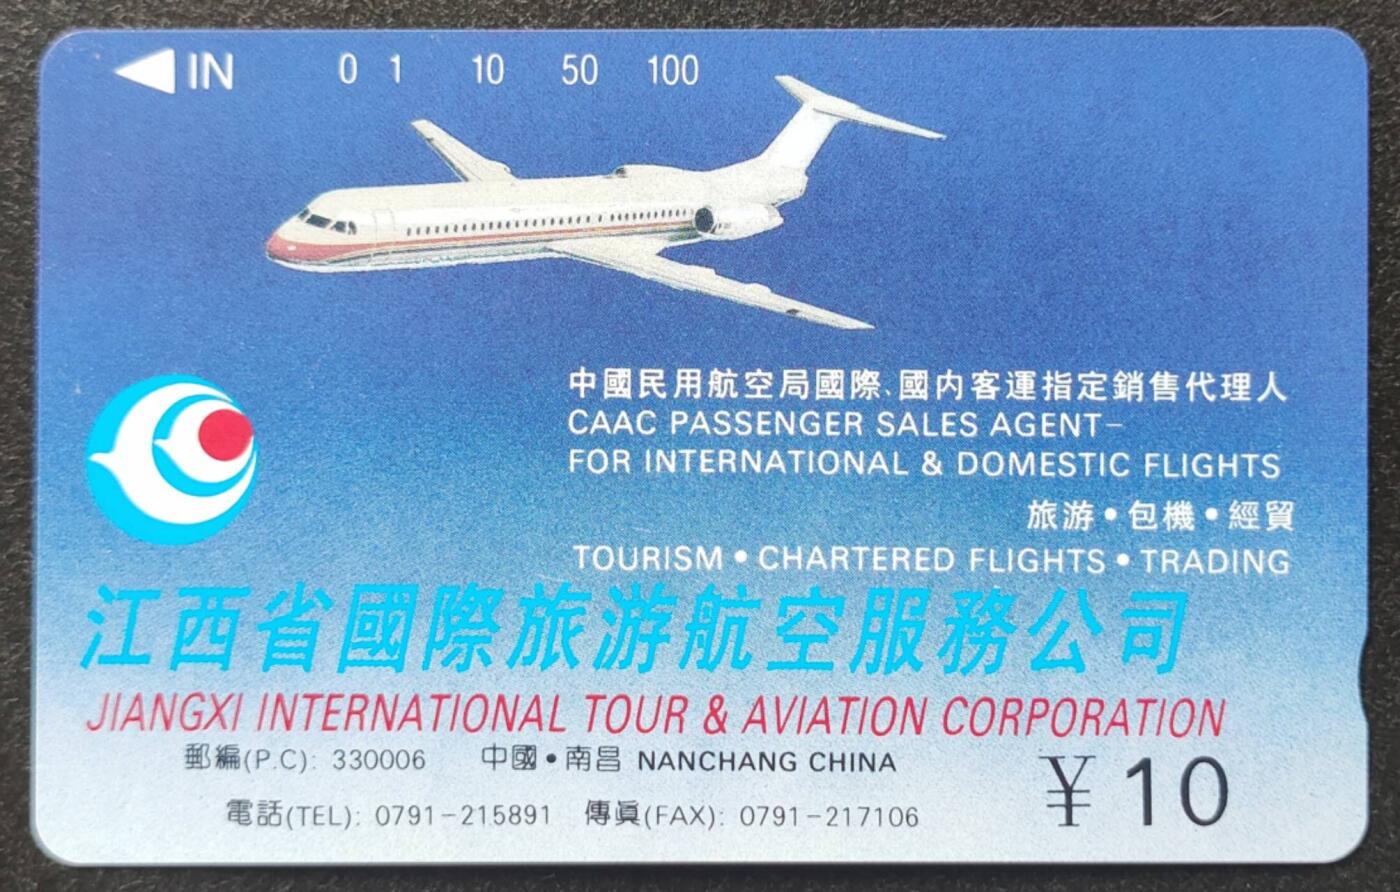 IN 0 1 10 50 100
中國民用航空局國際、國内客運指定銷售代理人
CAAC PASSENGER SALES AGENT–
FOR INTERNATIONAL & DOMESTIC FLIGHTS
旅游•包機•經貿
TOURISM • CHARTERED FLIGHTS • TRADING
江西省國際旅游航空服務公司
JIANGXI INTERNATIONAL TOUR & AVIATION CORPORATION
郵編(P.C): 330006 中國•南昌 NANCHANG CHINA
電話(TEL): 0791-215891 傳眞(FAX): 0791-217106
¥10